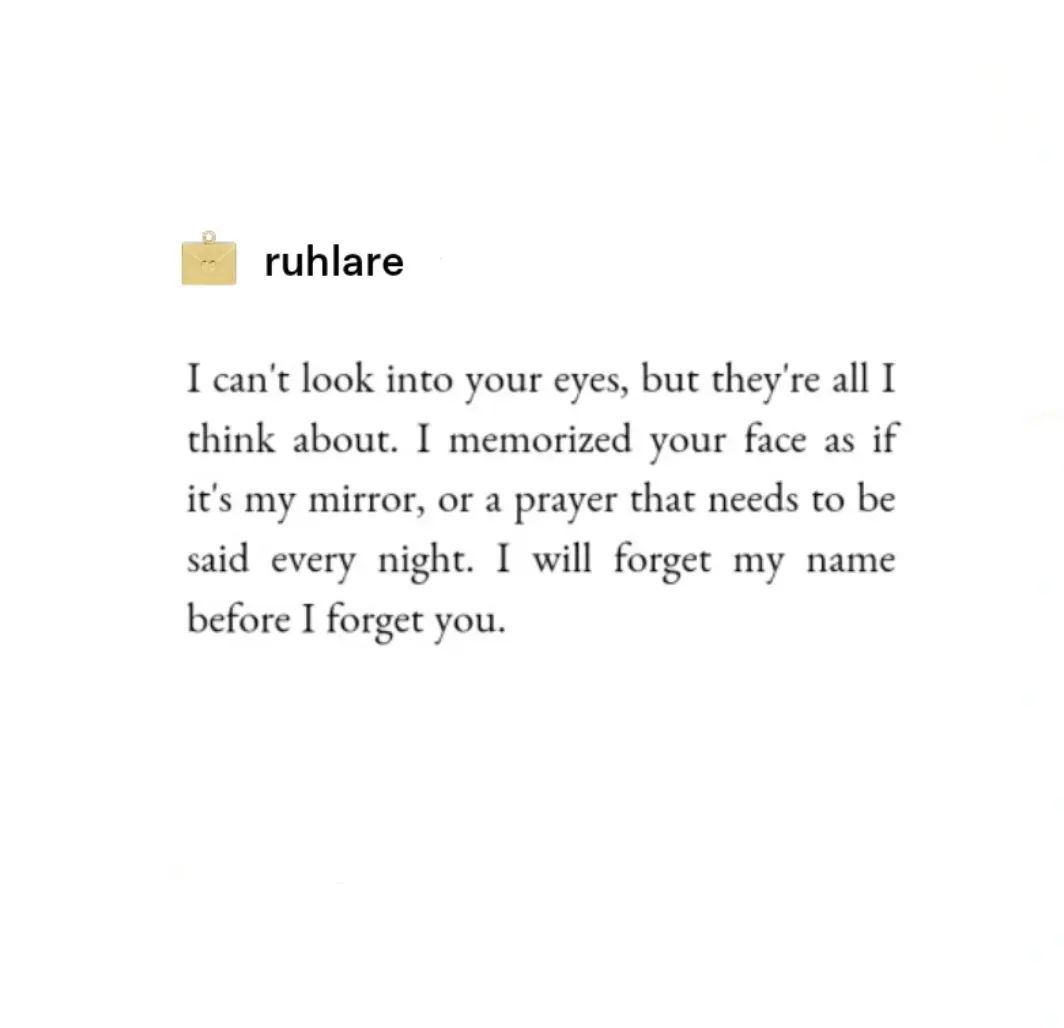 ruhlare
I can't look into your eyes, but they're all I
think about. I memorized your face as if
it's my mirror, or a prayer that needs to be
said every night. I will forget my name
before I forget you.